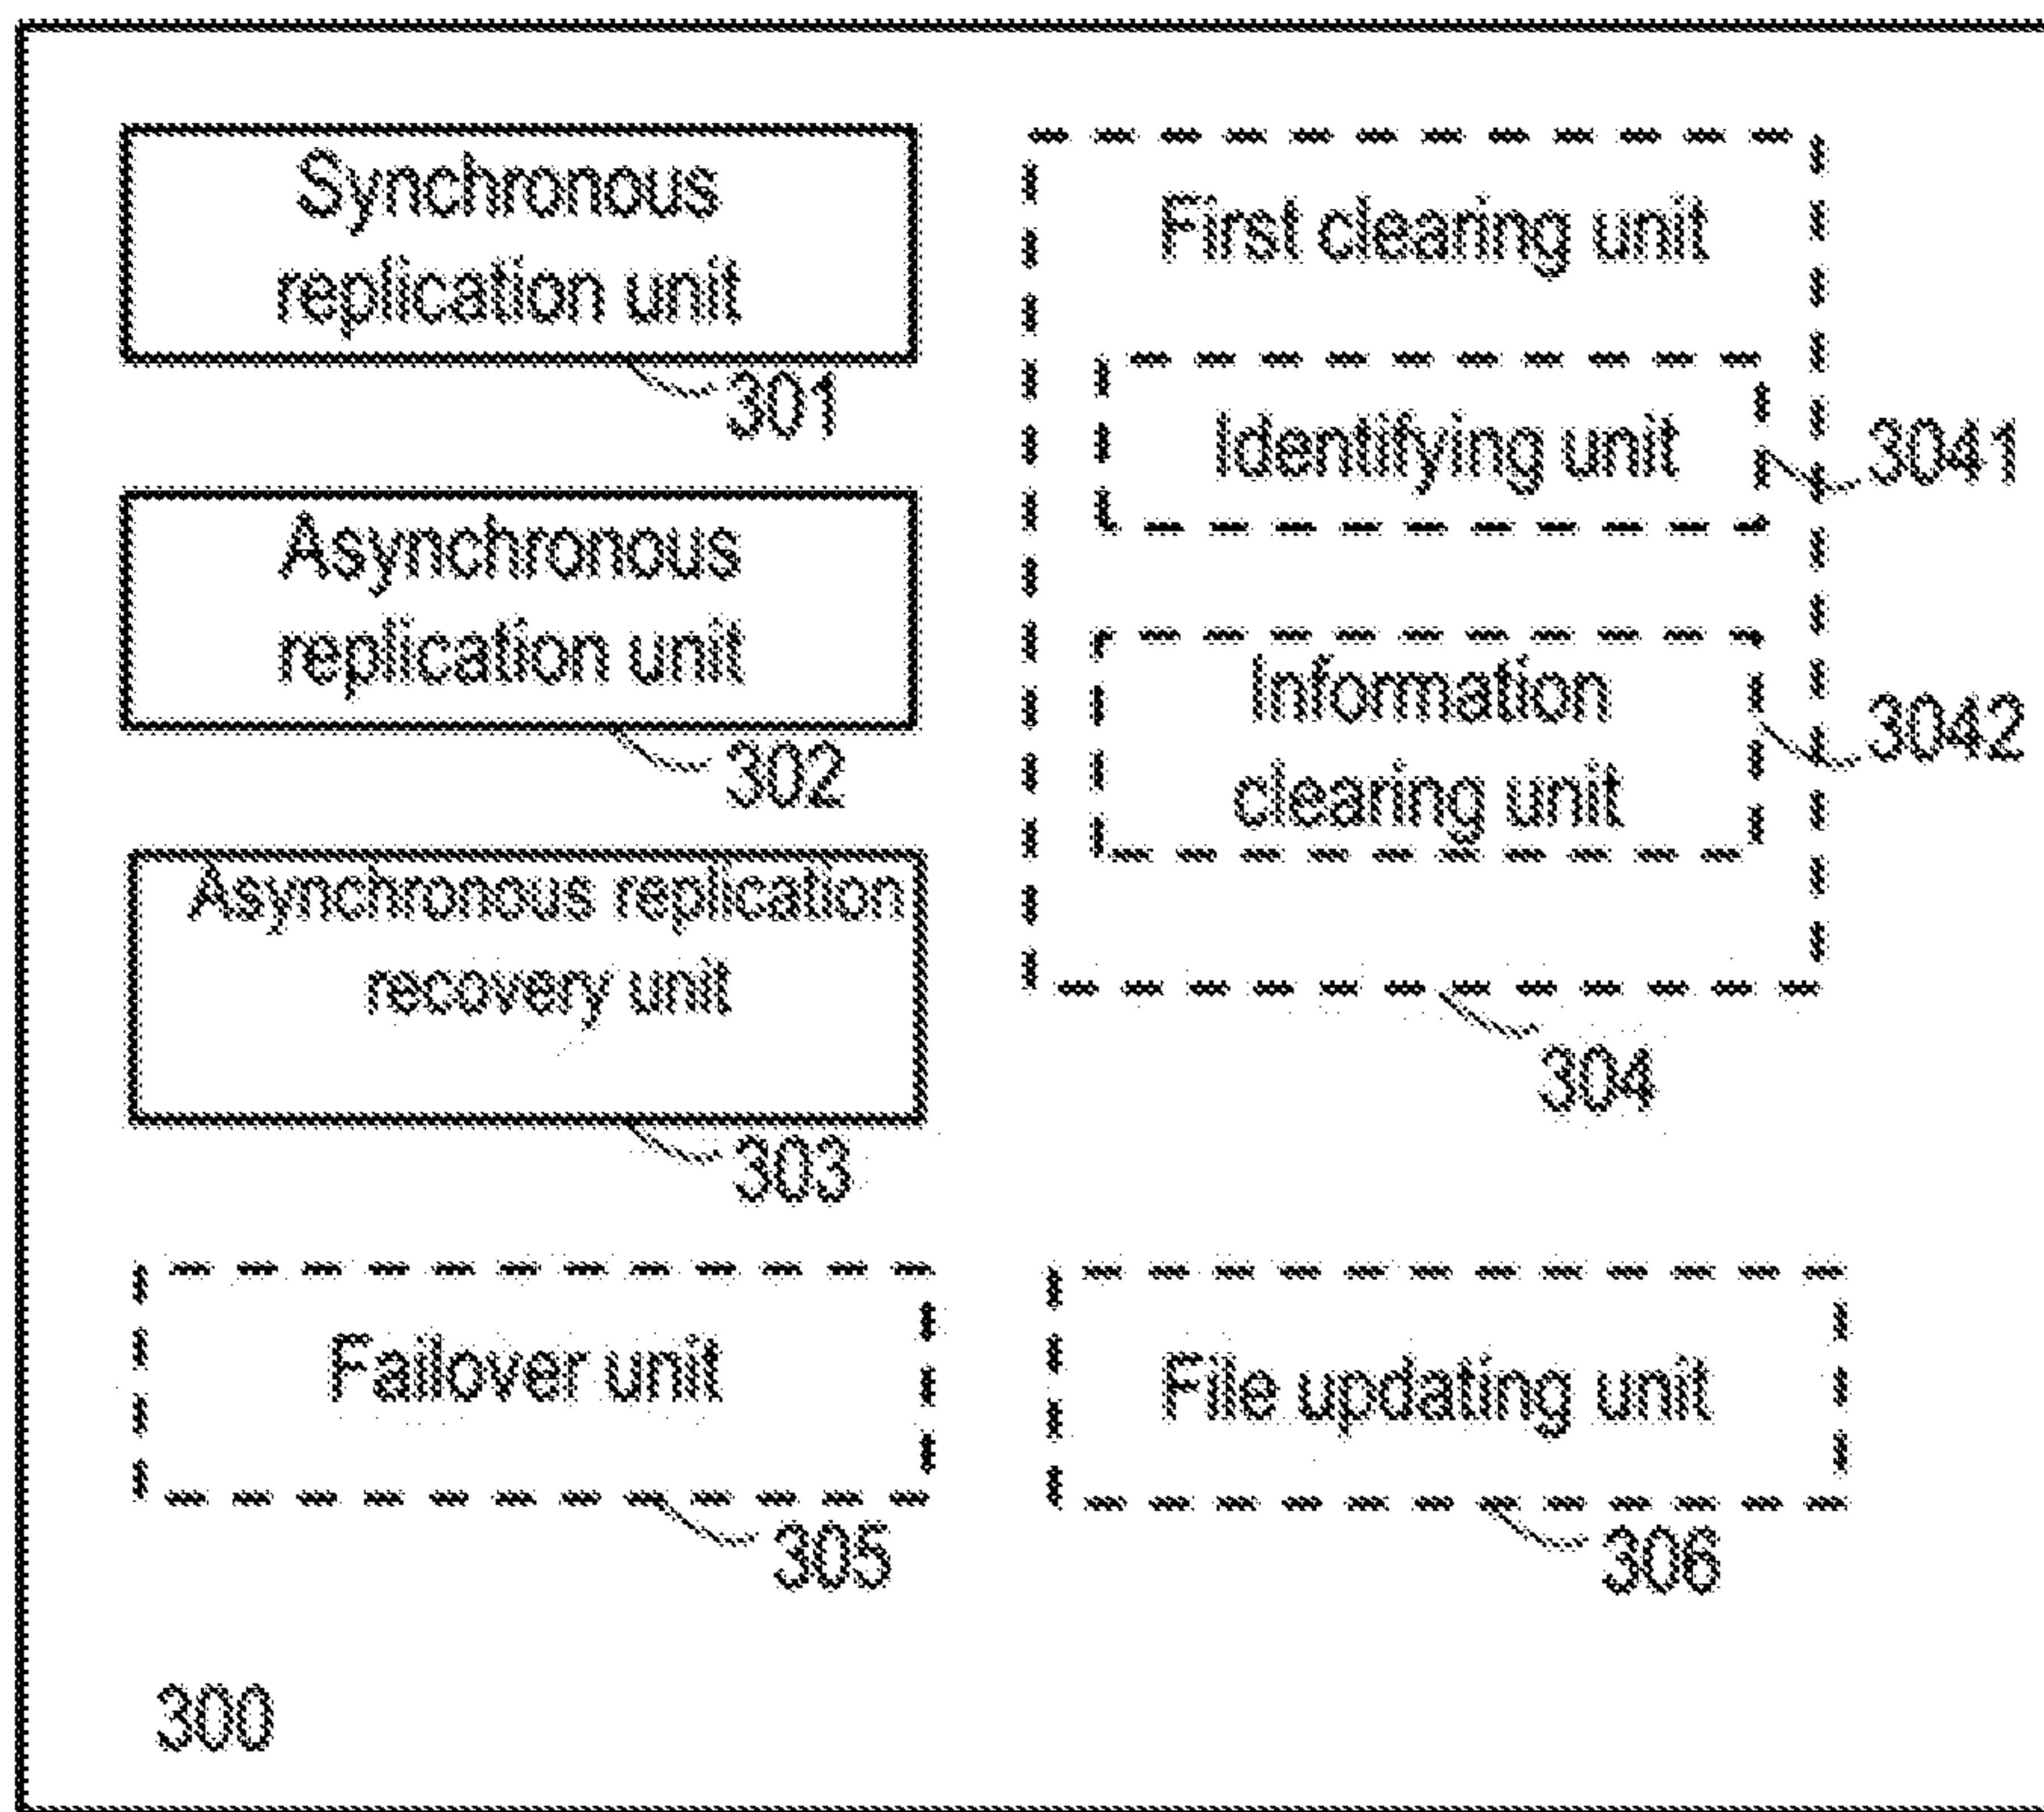 Synchronous
replication unit
301
Asynchronous
replication unit
302
Asynchronous replication
recovery unit
303
First clearing unit
Identifying unit
3041
Information
clearing unit
3042
304
Failover unit
305
File updating unit
306
300